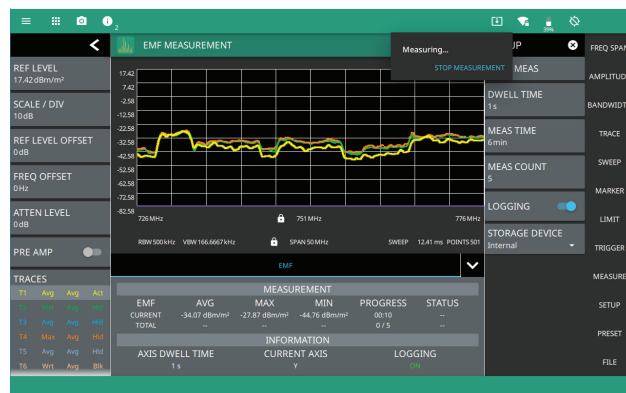 2
39%
EMF MEASUREMENT
Measuring...
STOP MEASUREMENT
UP
MEAS
REF LEVEL
17.42 dBm/m²
SCALE / DIV
10 dB
REF LEVEL OFFSET
0 dB
FREQ OFFSET
0 Hz
ATTEN LEVEL
0 dB
PRE AMP
TRACES
T1 Avg Avg Act
T2 Min Avg Hld
T3 Avg Avg Hld
T4 Max Avg Hld
T5 Avg Avg Hld
T6 Wrt Avg Blk
17.42
7.42
-2.58
-12.58
-22.58
-32.58
-42.58
-52.58
-62.58
-72.58
-82.58
726 MHz 751 MHz 776 MHz
RBW 500 kHz VBW 166.6667 kHz SPAN 50 MHz SWEEP 12.41 ms POINTS 501
EMF
MEASUREMENT
EMF AVG MAX MIN PROGRESS STATUS
CURRENT -34.07 dBm/m² -27.87 dBm/m² -44.76 dBm/m² 00:10 --
TOTAL -- -- -- 0 / 5 --
INFORMATION
AXIS DWELL TIME CURRENT AXIS LOGGING
1 s Y ON
DWELL TIME
1 s
MEAS TIME
6 min
MEAS COUNT
5
LOGGING
STORAGE DEVICE
Internal
FREQ SPAN
AMPLITUD
BANDWIDT
TRACE
SWEEP
MARKER
LIMIT
TRIGGER
MEASURE
SETUP
PRESET
FILE